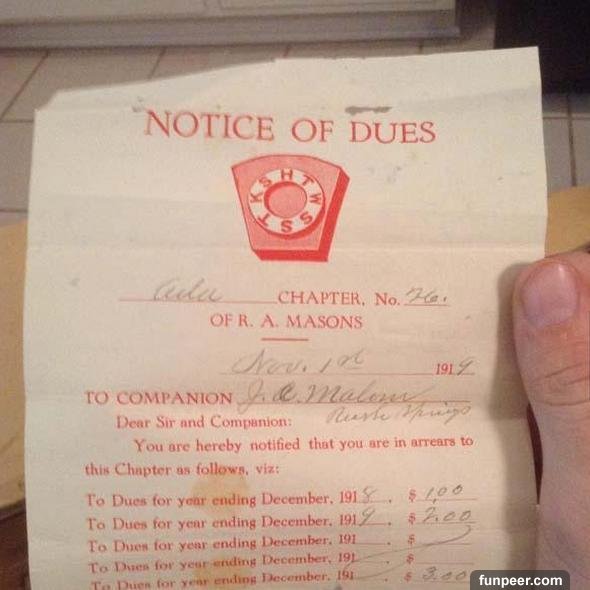 NOTICE OF DUES
H T W S S T K S
Ada CHAPTER, No. 26.
OF R. A. MASONS
Nov. 1st 1919
TO COMPANION J. A. Malone
Rush Springs
Dear Sir and Companion:
You are hereby notified that you are in arrears to
this Chapter as follows, viz:
To Dues for year ending December, 1918. $ 1.00
To Dues for year ending December, 1919. $ 2.00
To Dues for year ending December, 191 . $
To Dues for year ending December, 191 . $
To Dues for year ending December, 191 . $ 3.00
funpeer.com